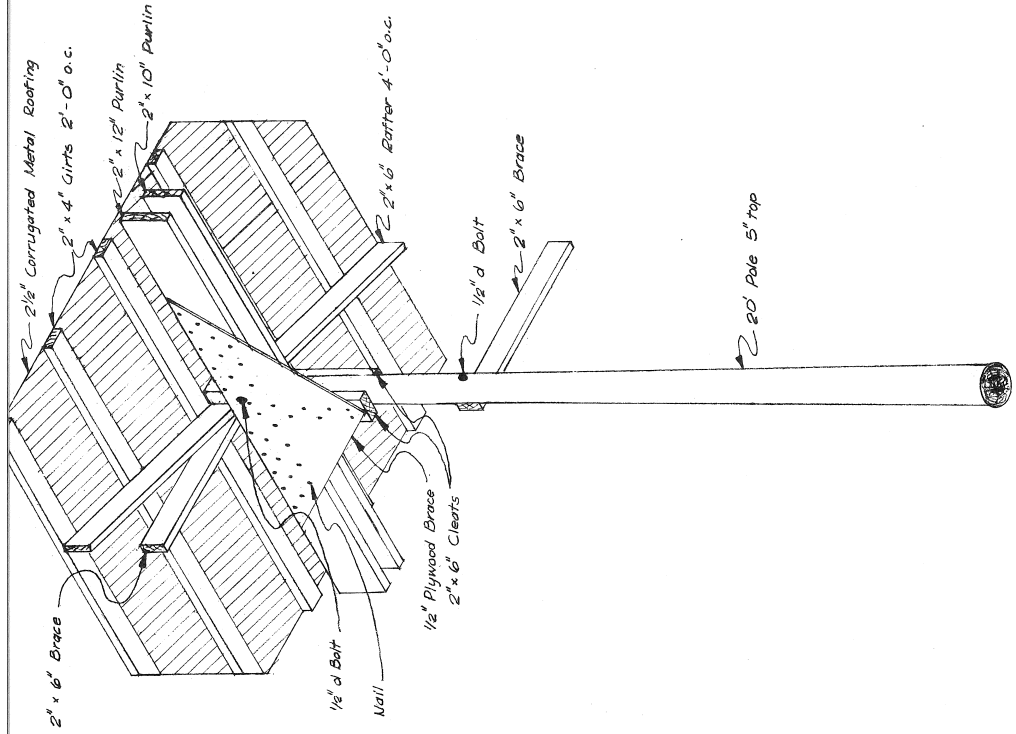 2½" Corrugated Metal Roofing
2" x 4" Girts 2'-0" o.c.
2" x 12" Purlin
2" x 10" Purlin
2" x 6" Rafter 4'-0" o.c.
2" x 6" Brace
½" d Bolt
2" x 6" Brace
½" d Bolt
Nail
½" Plywood Brace
2" x 6" Cleats
20' Pole 5" top